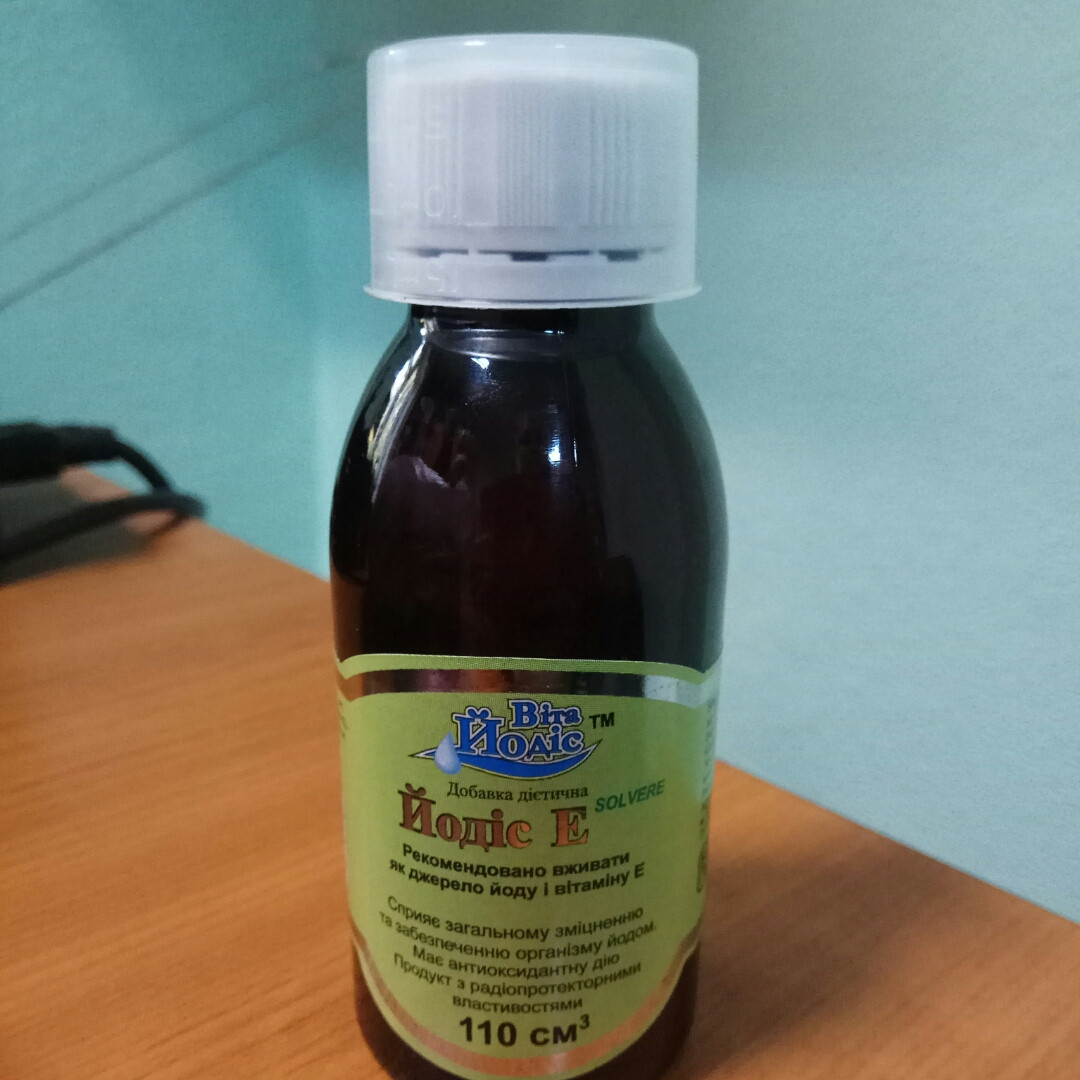 Віта
Йодіс ™
Добавка дієтична
Йодіс Е SOLVERE
Рекомендовано вживати
як джерело йоду і вітаміну Е
Сприяє загальному зміцненню
та забезпеченню організму йодом.
Має антиоксидантну дію
Продукт з радіопротекторними
властивостями
110 см³